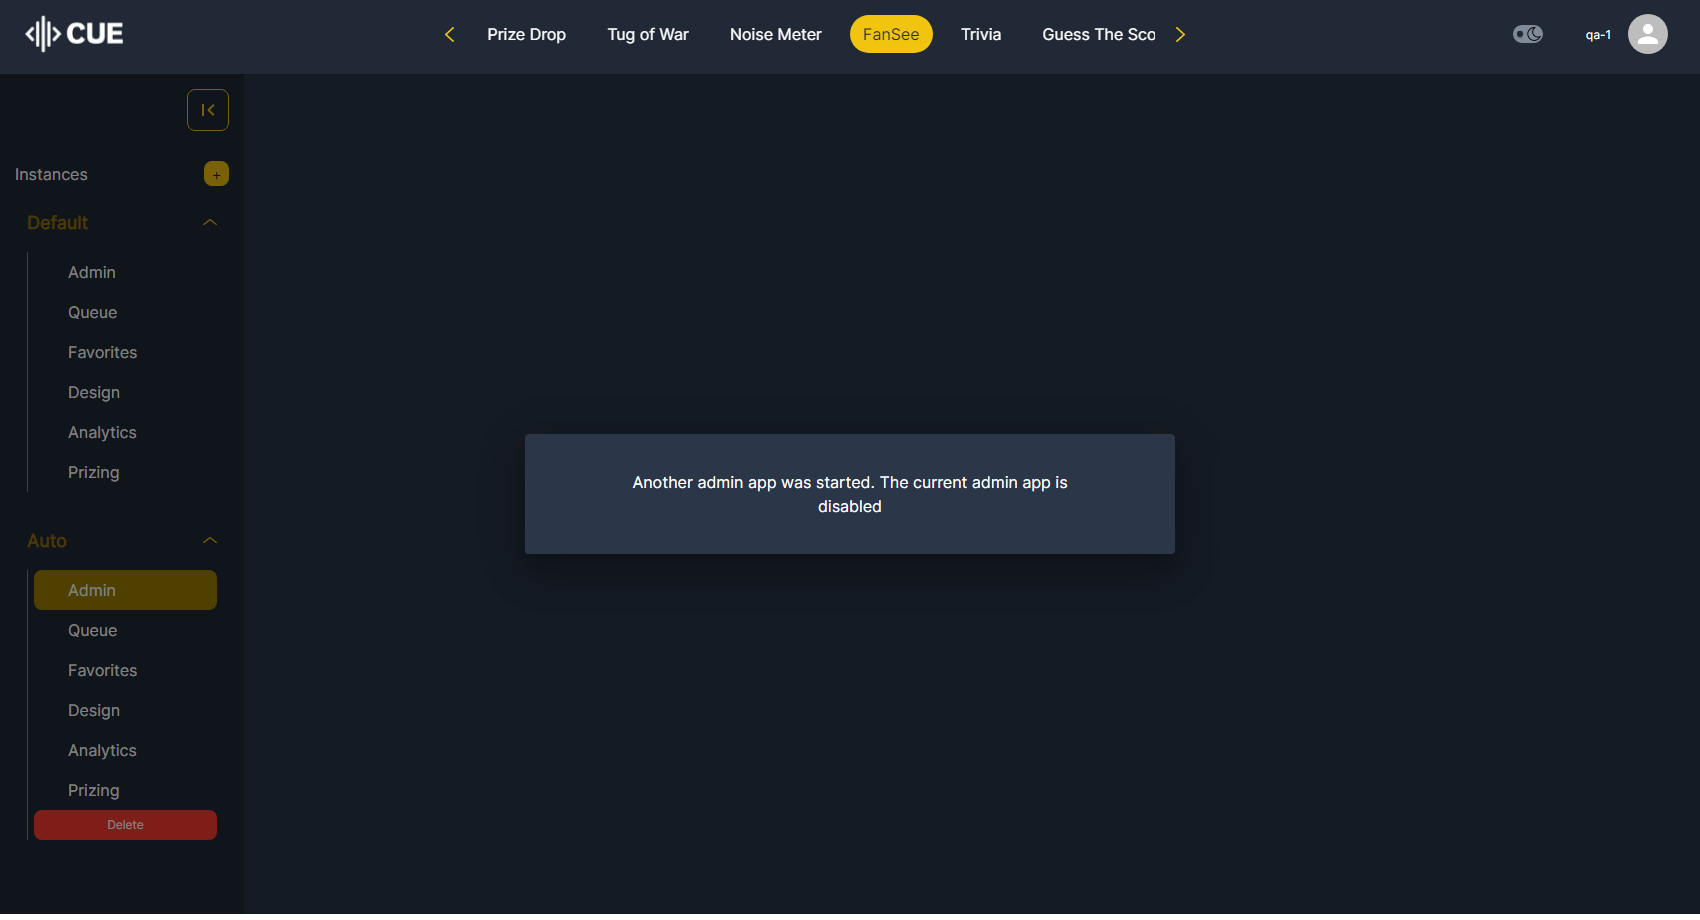 CUE
Prize Drop
Tug of War
Noise Meter
FanSee
Trivia
Guess The Sco
qa-1
Instances
+
Default
Admin
Queue
Favorites
Design
Analytics
Prizing
Auto
Admin
Queue
Favorites
Design
Analytics
Prizing
Delete
Another admin app was started. The current admin app is
disabled